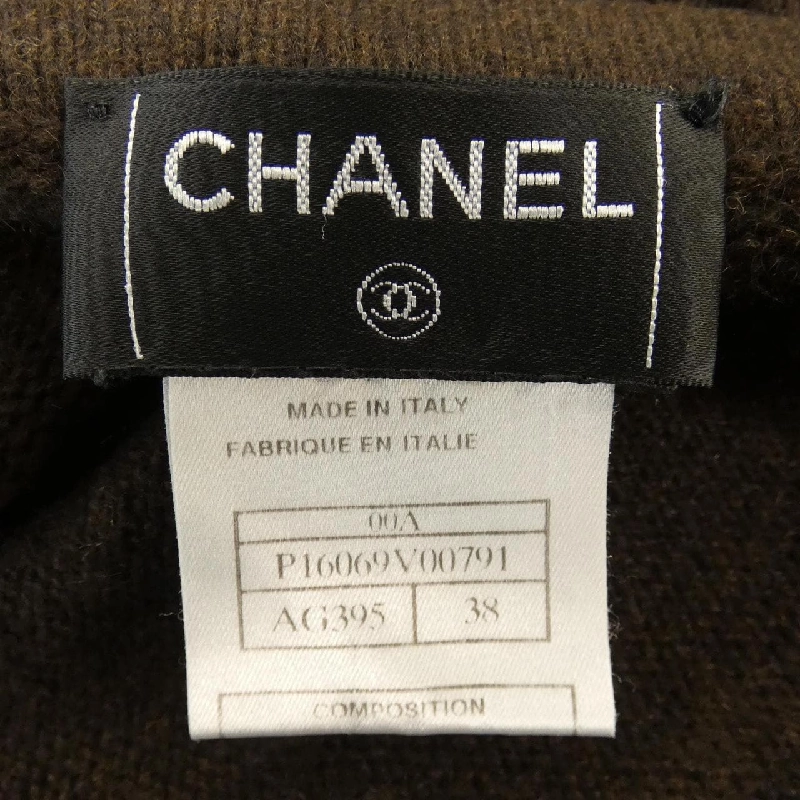 CHANEL
MADE IN ITALY
FABRIQUE EN ITALIE
00A
P16069V00791
AG395 38
COMPOSITION